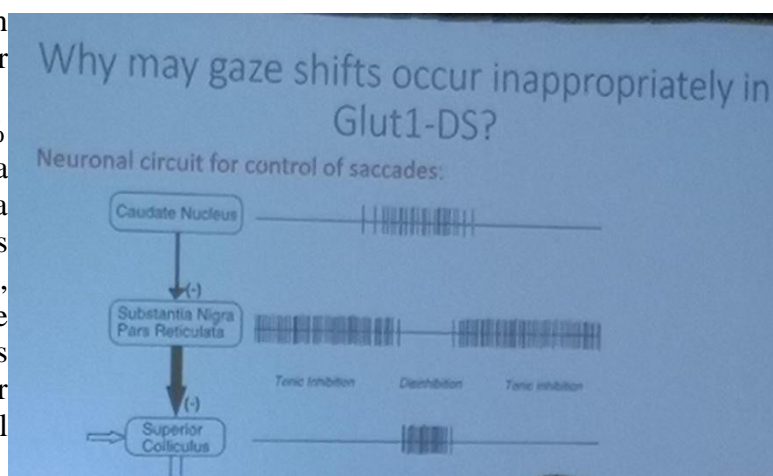 Why may gaze shifts occur inappropriately in
Glut1-DS?
Neuronal circuit for control of saccades:
Caudate Nucleus
(-)
Substantia Nigra
Pars Reticulata
Tonic Inhibition Disinhibition Tonic Inhibition
(-)
Superior
Colliculus